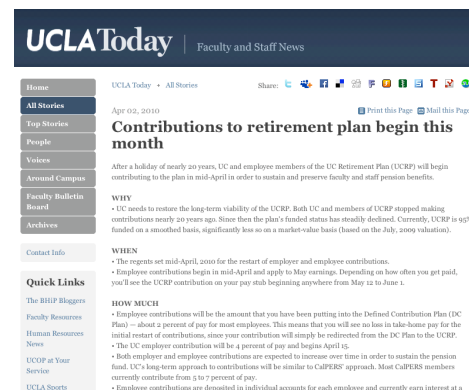 UCLA Today | Faculty and Staff News
Home
All Stories
Top Stories
People
Voices
Around Campus
Faculty Bulletin
Board
Archives
Contact Info
Quick Links
The BHiP Bloggers
Faculty Resources
Human Resources
News
UCOP at Your
Service
UCLA Sports
UCLA Today • All Stories
Share:
Apr 02, 2010
Print this Page Mail this Page
Contributions to retirement plan begin this
month
After a holiday of nearly 20 years, UC and employee members of the UC Retirement Plan (UCRP) will begin
contributing to the plan in mid-April in order to sustain and preserve faculty and staff pension benefits.
WHY
• UC needs to restore the long-term viability of the UCRP. Both UC and members of UCRP stopped making
contributions nearly 20 years ago. Since then the plan's funded status has steadily declined. Currently, UCRP is 95%
funded on a smoothed basis, significantly less so on a market-value basis (based on the July, 2009 valuation).
WHEN
• The regents set mid-April, 2010 for the restart of employer and employee contributions.
• Employee contributions begin in mid-April and apply to May earnings. Depending on how often you get paid,
you'll see the UCRP contribution on your pay stub beginning anywhere from May 12 to June 1.
HOW MUCH
• Employee contributions will be the amount that you have been putting into the Defined Contribution Plan (DC
Plan) — about 2 percent of pay for most employees. This means that you will see no loss in take-home pay for the
initial restart of contributions, since your contribution will simply be redirected from the DC Plan to the UCRP.
• The UC employer contribution will be 4 percent of pay and begins April 15.
• Both employer and employee contributions are expected to increase over time in order to sustain the pension
fund. UC's long-term approach to contributions will be similar to CalPERS' approach. Most CalPERS members
currently contribute from 5 to 7 percent of pay.
• Employee contributions are deposited in individual accounts for each employee and currently earn interest at a